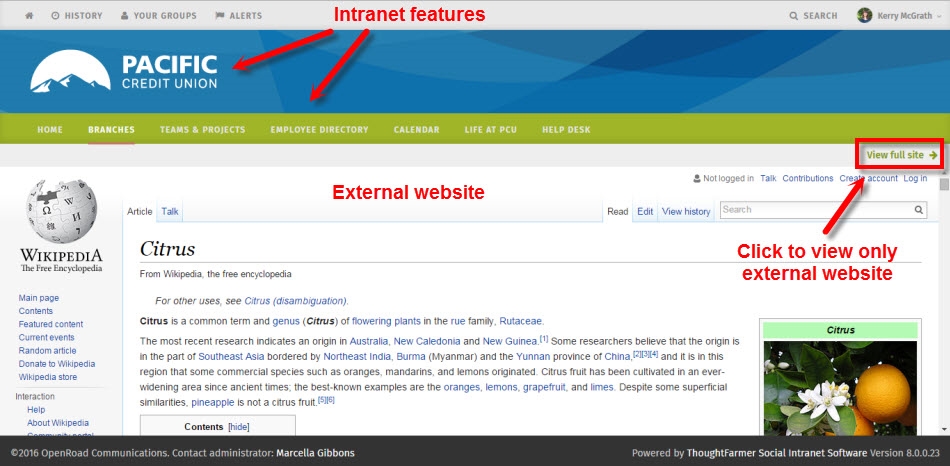 HISTORY YOUR GROUPS ALERTS Intranet features SEARCH Kerry McGrath
PACIFIC
CREDIT UNION
HOME BRANCHES TEAMS & PROJECTS EMPLOYEE DIRECTORY CALENDAR LIFE AT PCU HELP DESK
View full site
Not logged in Talk Contributions Create account Log in
External website
Article Talk Read Edit View history Search
WIKIPEDIA
The Free Encyclopedia
Citrus
Click to view only
external website
From Wikipedia, the free encyclopedia
For other uses, see Citrus (disambiguation).
Main page
Contents
Featured content
Current events
Random article
Donate to Wikipedia
Wikipedia store
Interaction
Help
About Wikipedia
Community portal
Citrus is a common term and genus (Citrus) of flowering plants in the rue family, Rutaceae.
The most recent research indicates an origin in Australia, New Caledonia and New Guinea.[1] Some researchers believe that the origin is
in the part of Southeast Asia bordered by Northeast India, Burma (Myanmar) and the Yunnan province of China,[2][3][4] and it is in this
region that some commercial species such as oranges, mandarins, and lemons originated. Citrus fruit has been cultivated in an ever-
widening area since ancient times; the best-known examples are the oranges, lemons, grapefruit, and limes. Despite some superficial
similarities, pineapple is not a citrus fruit.[5][6]
Contents [hide]
Citrus
©2016 OpenRoad Communications. Contact administrator: Marcella Gibbons Powered by ThoughtFarmer Social Intranet Software Version 8.0.0.23